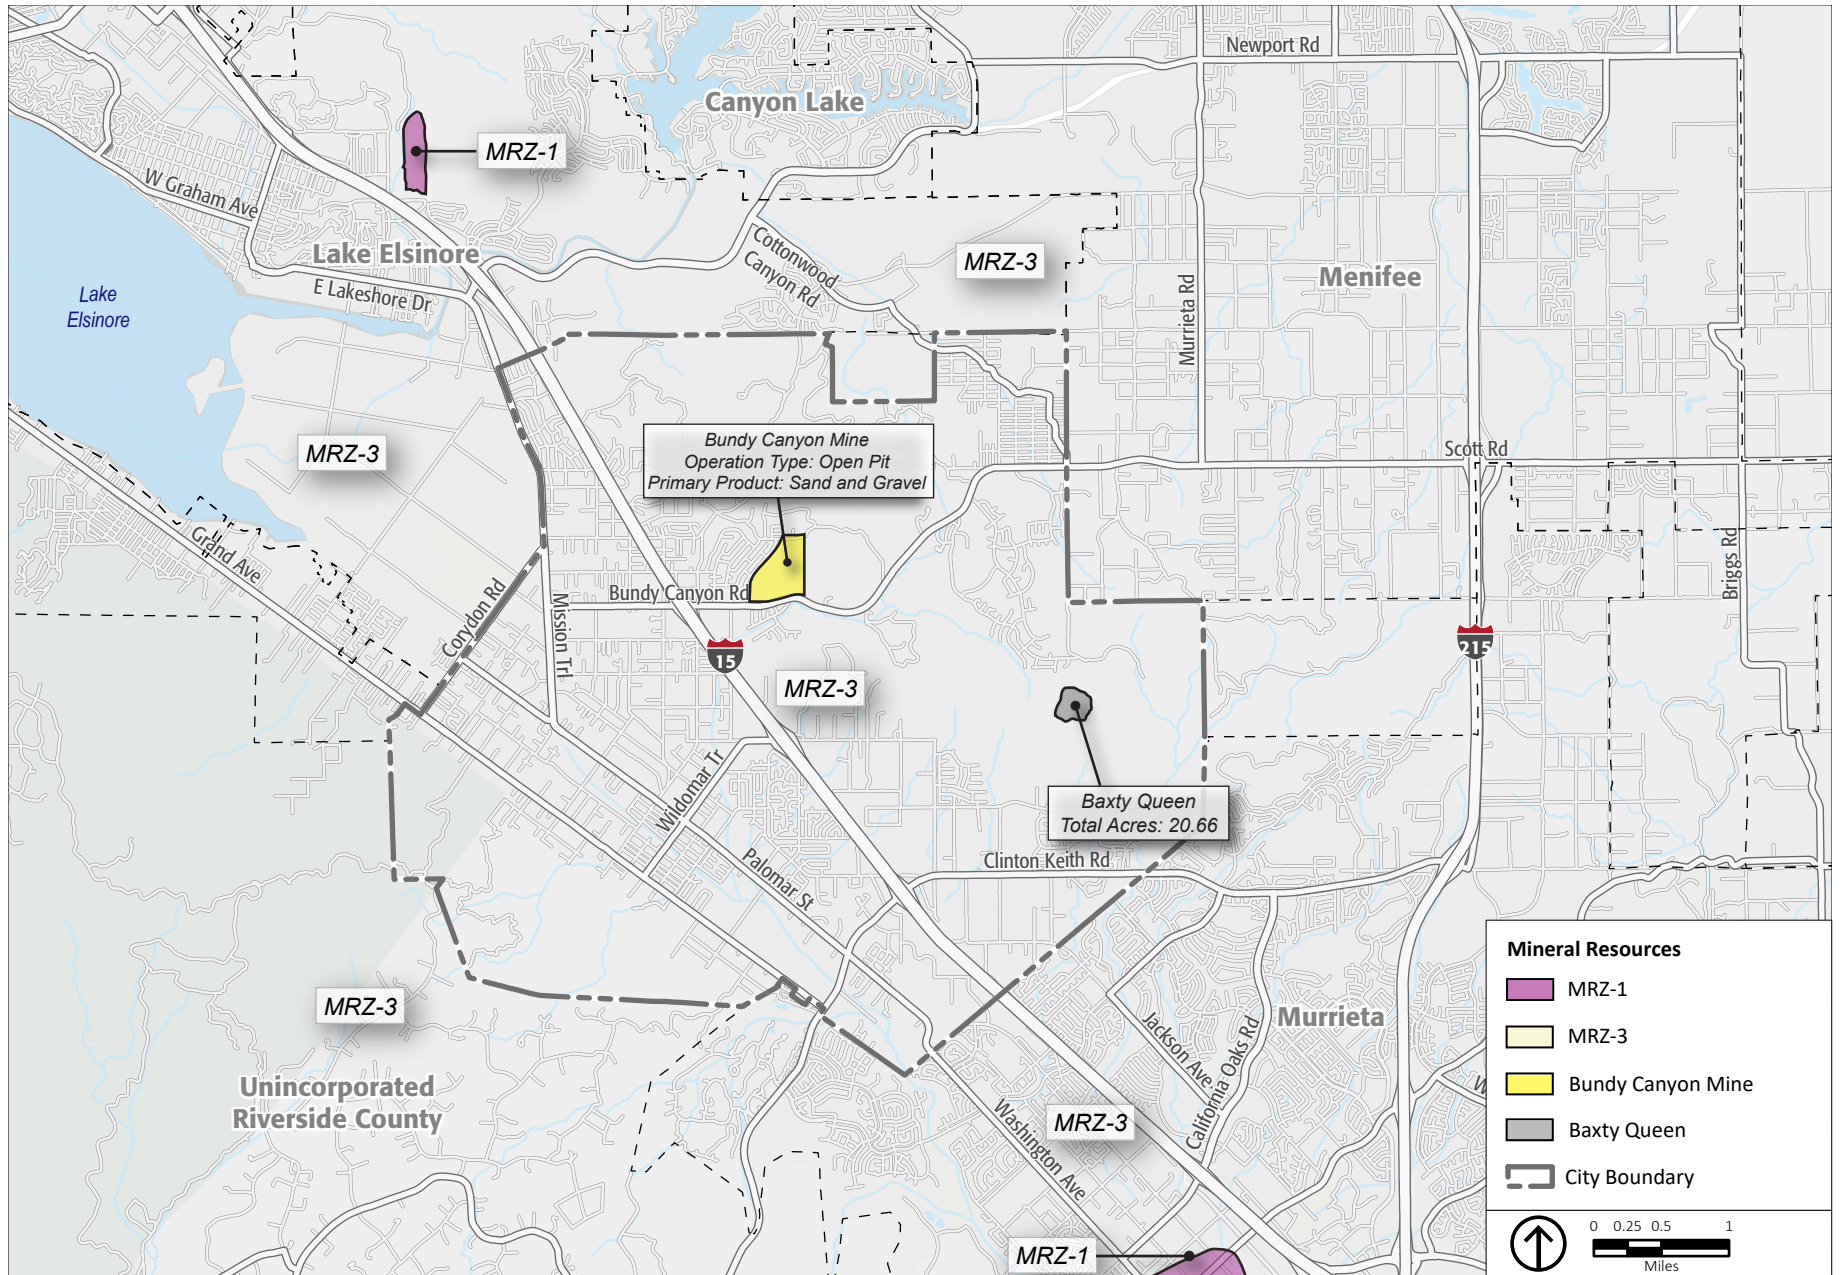 Newport Rd
Canyon Lake
MRZ-1
W Graham Ave
Lake Elsinore
Cottonwood
Canyon Rd
MRZ-3
Menifee
E Lakeshore Dr
Lake
Elsinore
Murrieta Rd
Bundy Canyon Mine
Operation Type: Open Pit
Primary Product: Sand and Gravel
MRZ-3
Scott Rd
Grand Ave
Briggs Rd
Corydon Rd
Mission Trl
Bundy Canyon Rd
15
215
MRZ-3
Wildomar Tr
Baxty Queen
Total Acres: 20.66
Clinton Keith Rd
Palomar St
MRZ-3
Murrieta
Jackson Ave
California Oaks Rd
Unincorporated
Riverside County
MRZ-3
Washington Ave
W
MRZ-1
Mineral Resources
MRZ-1
MRZ-3
Bundy Canyon Mine
Baxty Queen
City Boundary
0 0.25 0.5 1
Miles